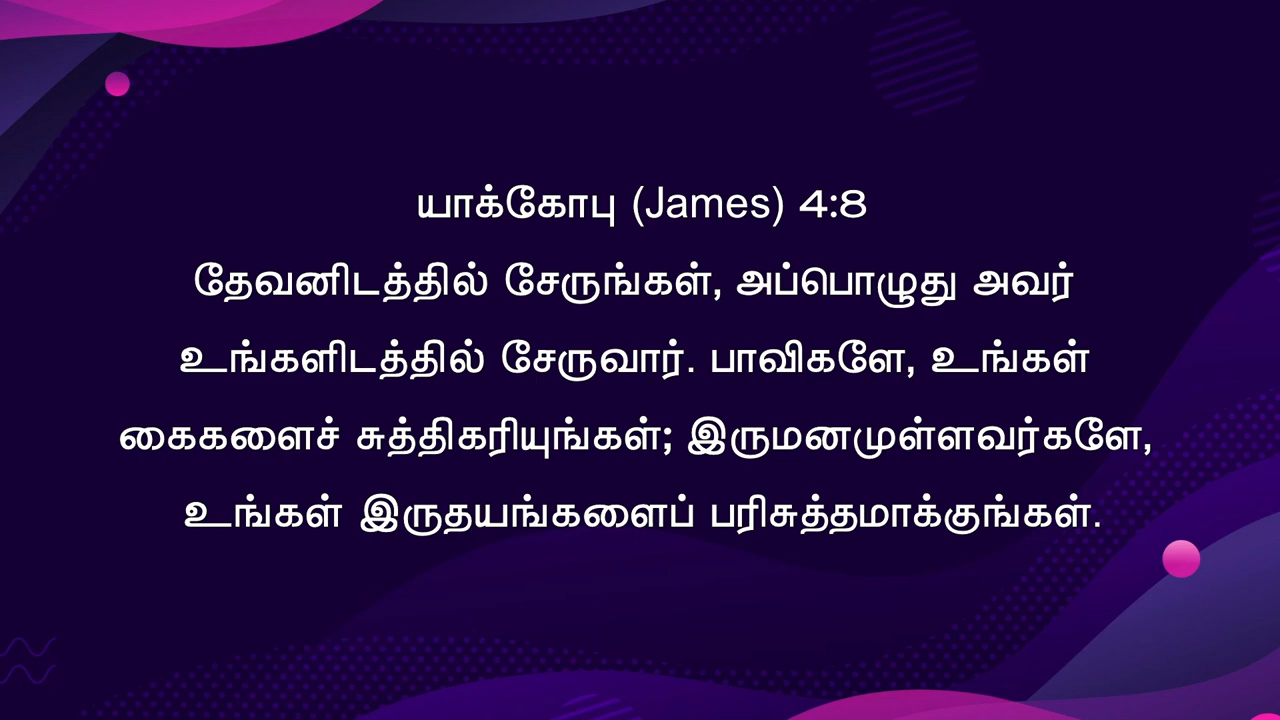 யாக்கோபு (James) 4:8
தேவனிடத்தில் சேருங்கள், அப்பொழுது அவர்
உங்களிடத்தில் சேருவார். பாவிகளே, உங்கள்
கைகளைச் சுத்திகரியுங்கள்; இருமனமுள்ளவர்களே,
உங்கள் இருதயங்களைப் பரிசுத்தமாக்குங்கள்.